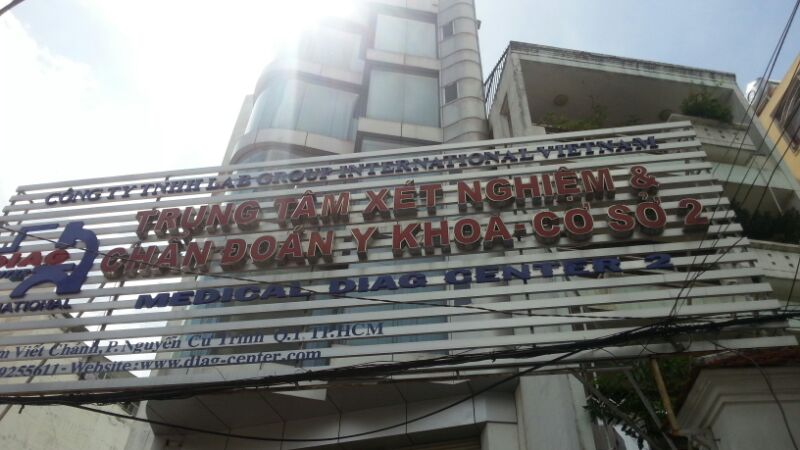 CÔNG TY TNHH LAB GROUP INTERNATIONAL VIETNAM
TRUNG TÂM XÉT NGHIỆM &
CHẨN ĐOÁN Y KHOA-CƠ SỞ 2
DIAG
MEDICAL DIAG CENTER 2
Viết Chánh, P.Nguyễn Cư Trinh Q.1. TP.HCM
9255611-Website:www.diag-center.com